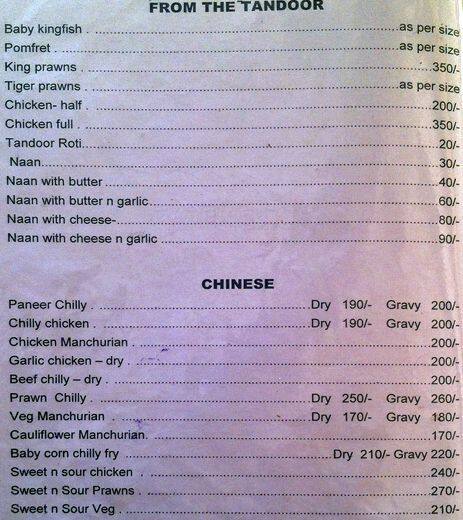 FROM THE TANDOOR
Baby kingfish . ........................................................................as per size
Pomfret . ........................................................................as per size
King prawns ........................................................................350/-
Tiger prawns . ........................................................................as per size
Chicken- half . ........................................................................200/-
Chicken full . ........................................................................350/-
Tandoor Roti........................................................................20/-
Naan........................................................................30/-
Naan with butter ........................................................................40/-
Naan with butter n garlic........................................................................60/-
Naan with cheese-........................................................................80/-
Naan with cheese n garlic ........................................................................90/-
CHINESE
Paneer Chilly . ............................................................Dry 190/- Gravy 200/-
Chilly chicken . ............................................................Dry 190/- Gravy 200/-
Chicken Manchurian . ........................................................................200/-
Garlic chicken – dry . ........................................................................200/-
Beef chilly – dry . ........................................................................200/-
Prawn Chilly . ............................................................Dry 250/- Gravy 260/-
Veg Manchurian . ............................................................Dry 170/- Gravy 180/-
Cauliflower Manchurian. ........................................................................170/-
Baby corn chilly fry ............................................................Dry 210/- Gravy 220/-
Sweet n sour chicken . ........................................................................240/-
Sweet n Sour Prawns . ........................................................................270/-
Sweet n Sour Veg . ........................................................................210/-